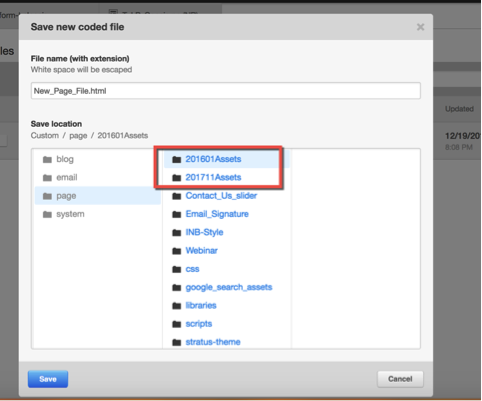 Save new coded file
File name (with extension)
White space will be escaped
New_Page_File.html
Save location
Custom / page / 201601Assets
blog
email
page
system
201601Assets
201711Assets
Contact_Us_slider
Email_Signature
INB-Style
Webinar
css
google_search_assets
libraries
scripts
stratus-theme
Save
Cancel
les
Updated
12/19/201
8:08 PM